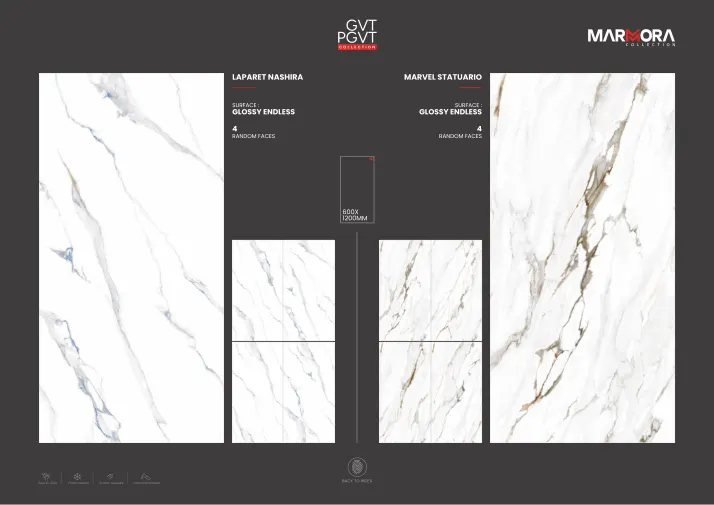 GVT
PGVT
COLLECTION
MARMORA
COLLECTION
LAPARET NASHIRA
SURFACE :
GLOSSY ENDLESS
4
RANDOM FACES
MARVEL STATUARIO
SURFACE :
GLOSSY ENDLESS
4
RANDOM FACES
600X
1200MM
BACK TO INDEX